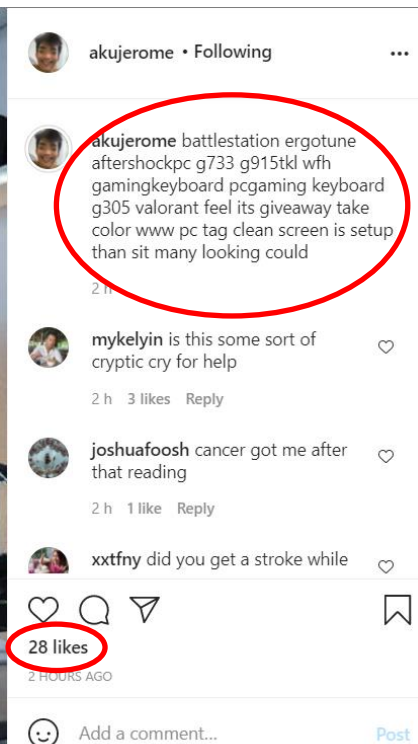 akujerome • Following
akujerome battlestation ergotune
aftershockpc g733 g915tkl wfh
gamingkeyboard pcgaming keyboard
g305 valorant feel its giveaway take
color www pc tag clean screen is setup
than sit many looking could
2 h
mykelyin is this some sort of
cryptic cry for help
2 h 3 likes Reply
joshuafoosh cancer got me after
that reading
2 h 1 like Reply
xxtfny did you get a stroke while
28 likes
2 HOURS AGO
Add a comment... Post